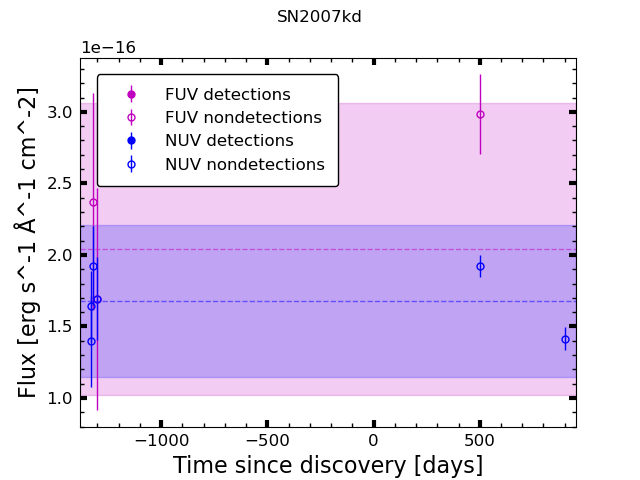 SN2007kd
1e−16
FUV detections
FUV nondetections
NUV detections
NUV nondetections
3.0
2.5
2.0
1.5
1.0
Flux [erg s^-1 Å^-1 cm^-2]
−1000
−500
0
500
Time since discovery [days]